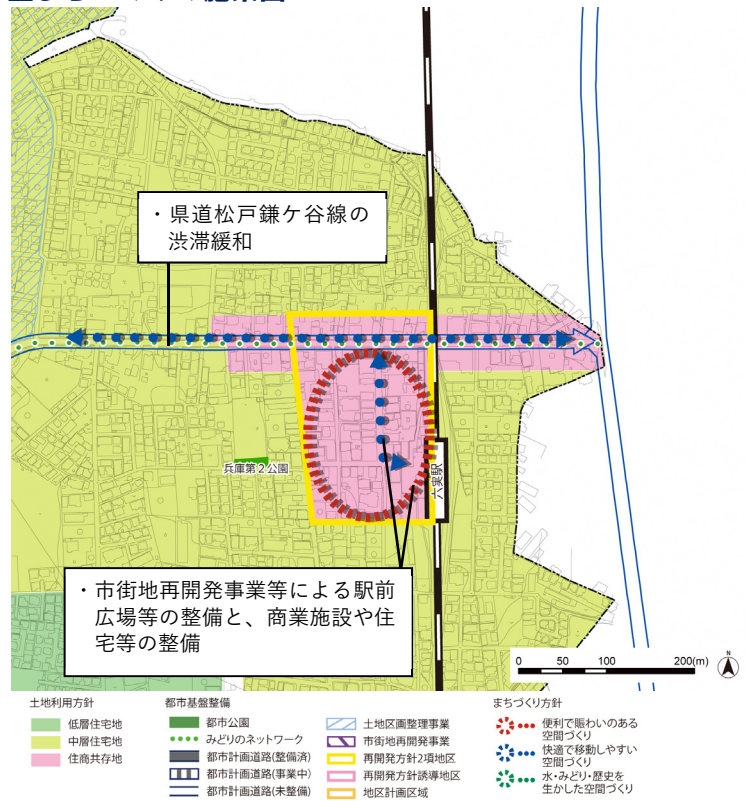 ・県道松戸鎌ケ谷線の
渋滞緩和
兵庫第2公園
六実駅
・市街地再開発事業等による駅前
広場等の整備と、商業施設や住
宅等の整備
0 50 100 200(m)
N
土地利用方針
低層住宅地
中層住宅地
住商共存地
都市基盤整備
都市公園
みどりのネットワーク
都市計画道路(整備済)
都市計画道路(事業中)
都市計画道路(未整備)
土地区画整理事業
市街地再開発事業
再開発方針2項地区
再開発方針誘導地区
地区計画区域
まちづくり方針
便利で賑わいのある
空間づくり
快適で移動しやすい
空間づくり
水・みどり・歴史を
生かした空間づくり